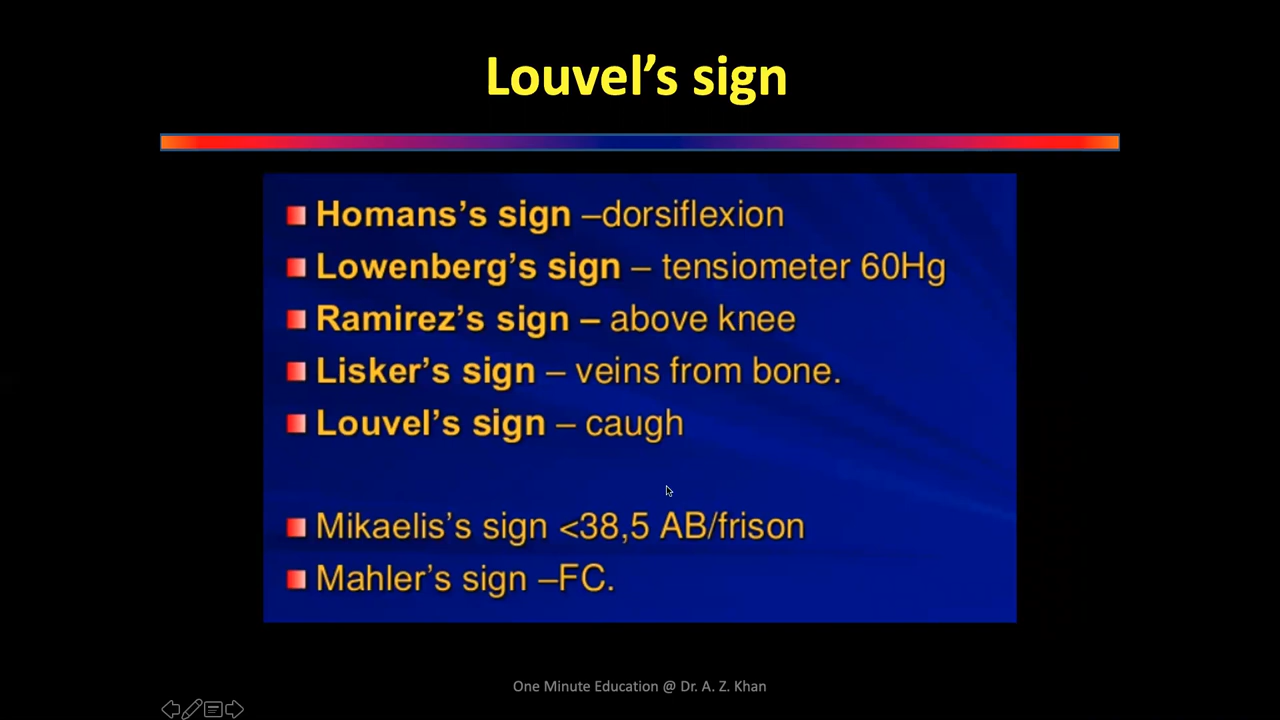 Louvel’s sign
Homans’s sign –dorsiflexion
Lowenberg’s sign – tensiometer 60Hg
Ramirez’s sign – above knee
Lisker’s sign – veins from bone.
Louvel’s sign – caugh
Mikaelis’s sign <38,5 AB/frison
Mahler’s sign –FC.
One Minute Education @ Dr. A. Z. Khan